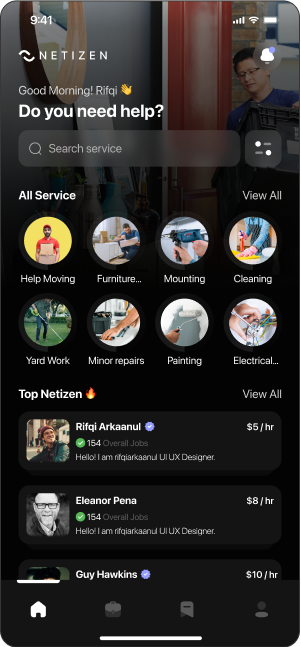 9:41
NETIZEN
Good Morning! Rifqi 👋
Do you need help?
Search service
All Service
View All
Help Moving
Furniture...
Mounting
Cleaning
Yard Work
Minor repairs
Painting
Electrical...
Top Netizen 🔥
View All
Rifqi Arkaanul
$5 / hr
154 Overall Jobs
Hello! I am rifqiarkaanul UI UX Designer.
Eleanor Pena
$8 / hr
154 Overall Jobs
Hello! I am rifqiarkaanul UI UX Designer.
Guy Hawkins
$10 / hr